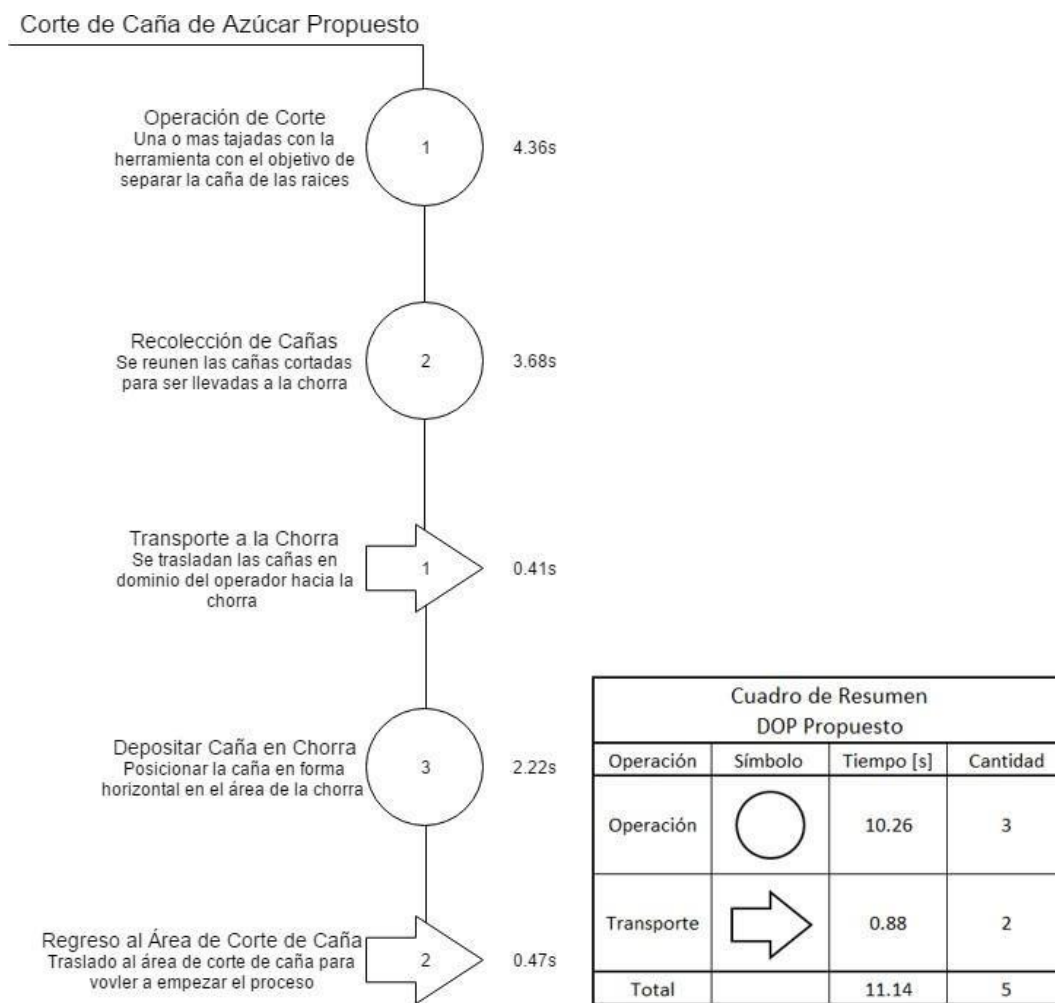 Corte de Caña de Azúcar Propuesto
Operación de Corte
Una o mas tajadas con la
herramienta con el objetivo de
separar la caña de las raices
1
4.36s
Recolección de Cañas
Se reunen las cañas cortadas
para ser llevadas a la chorra
2
3.68s
Transporte a la Chorra
Se trasladan las cañas en
dominio del operador hacia la
chorra
1
0.41s
Depositar Caña en Chorra
Posicionar la caña en forma
horizontal en el área de la chorra
3
2.22s
Regreso al Área de Corte de Caña
Traslado al área de corte de caña para
vovler a empezar el proceso
2
0.47s
Cuadro de Resumen
DOP Propuesto
Operación Símbolo Tiempo [s] Cantidad
Operación 10.26 3
Transporte 0.88 2
Total 11.14 5